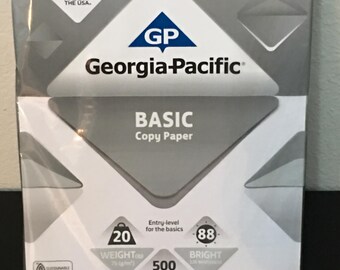 THE USA.
GP
Georgia-Pacific®
BASIC
Copy Paper
Entry-level
for the basics
20
88
WEIGHT
BRIGHT
500